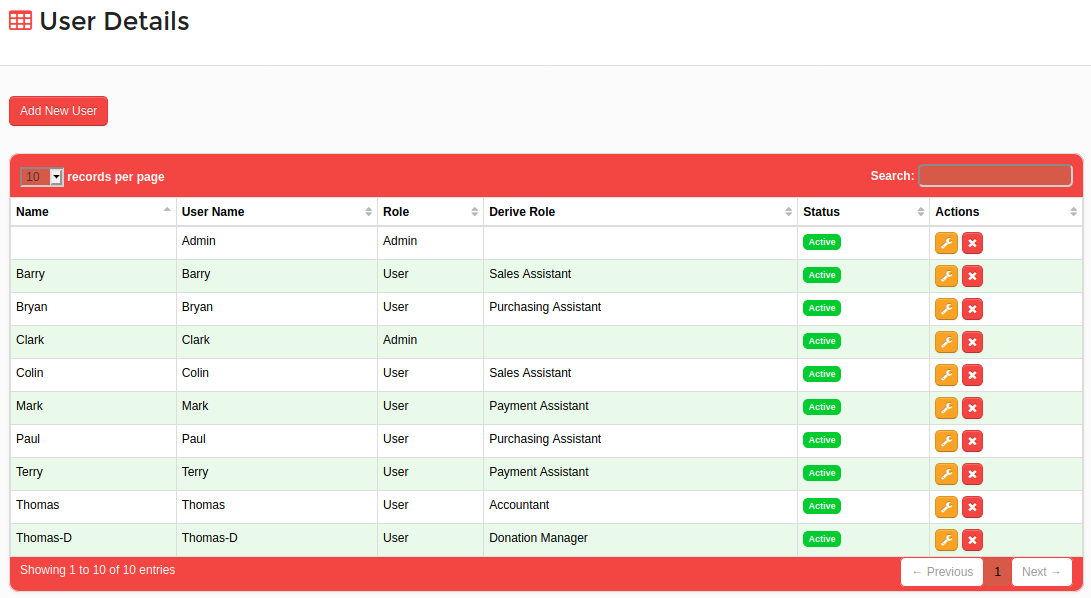 User Details
Add New User
10 records per page Search:
Name User Name Role Derive Role Status Actions
Admin Admin Active
Barry Barry User Sales Assistant Active
Bryan Bryan User Purchasing Assistant Active
Clark Clark Admin Active
Colin Colin User Sales Assistant Active
Mark Mark User Payment Assistant Active
Paul Paul User Purchasing Assistant Active
Terry Terry User Payment Assistant Active
Thomas Thomas User Accountant Active
Thomas-D Thomas-D User Donation Manager Active
Showing 1 to 10 of 10 entries ← Previous 1 Next →